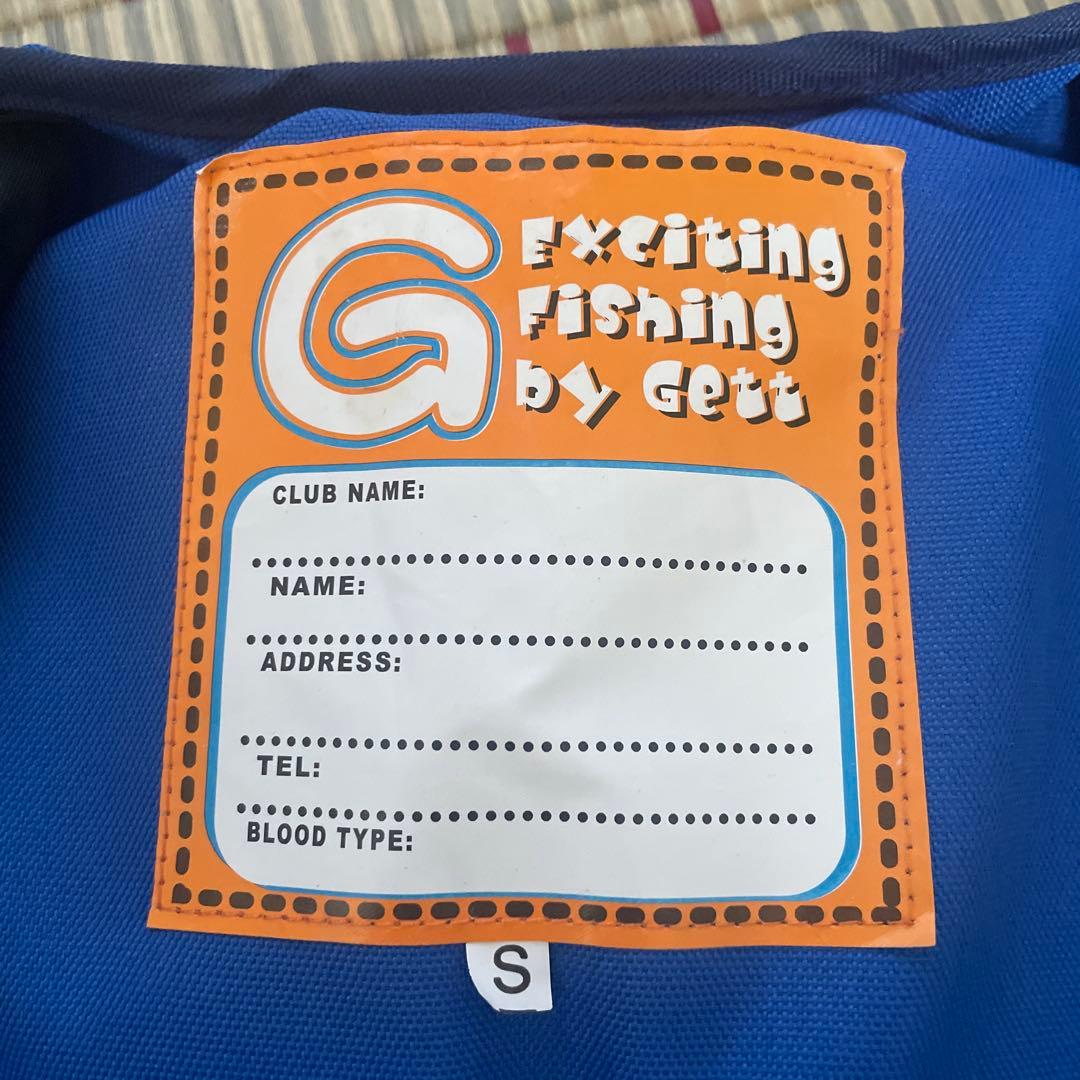 G
Exciting
Fishing
by Gett
CLUB NAME:
NAME:
ADDRESS:
TEL:
BLOOD TYPE:
S